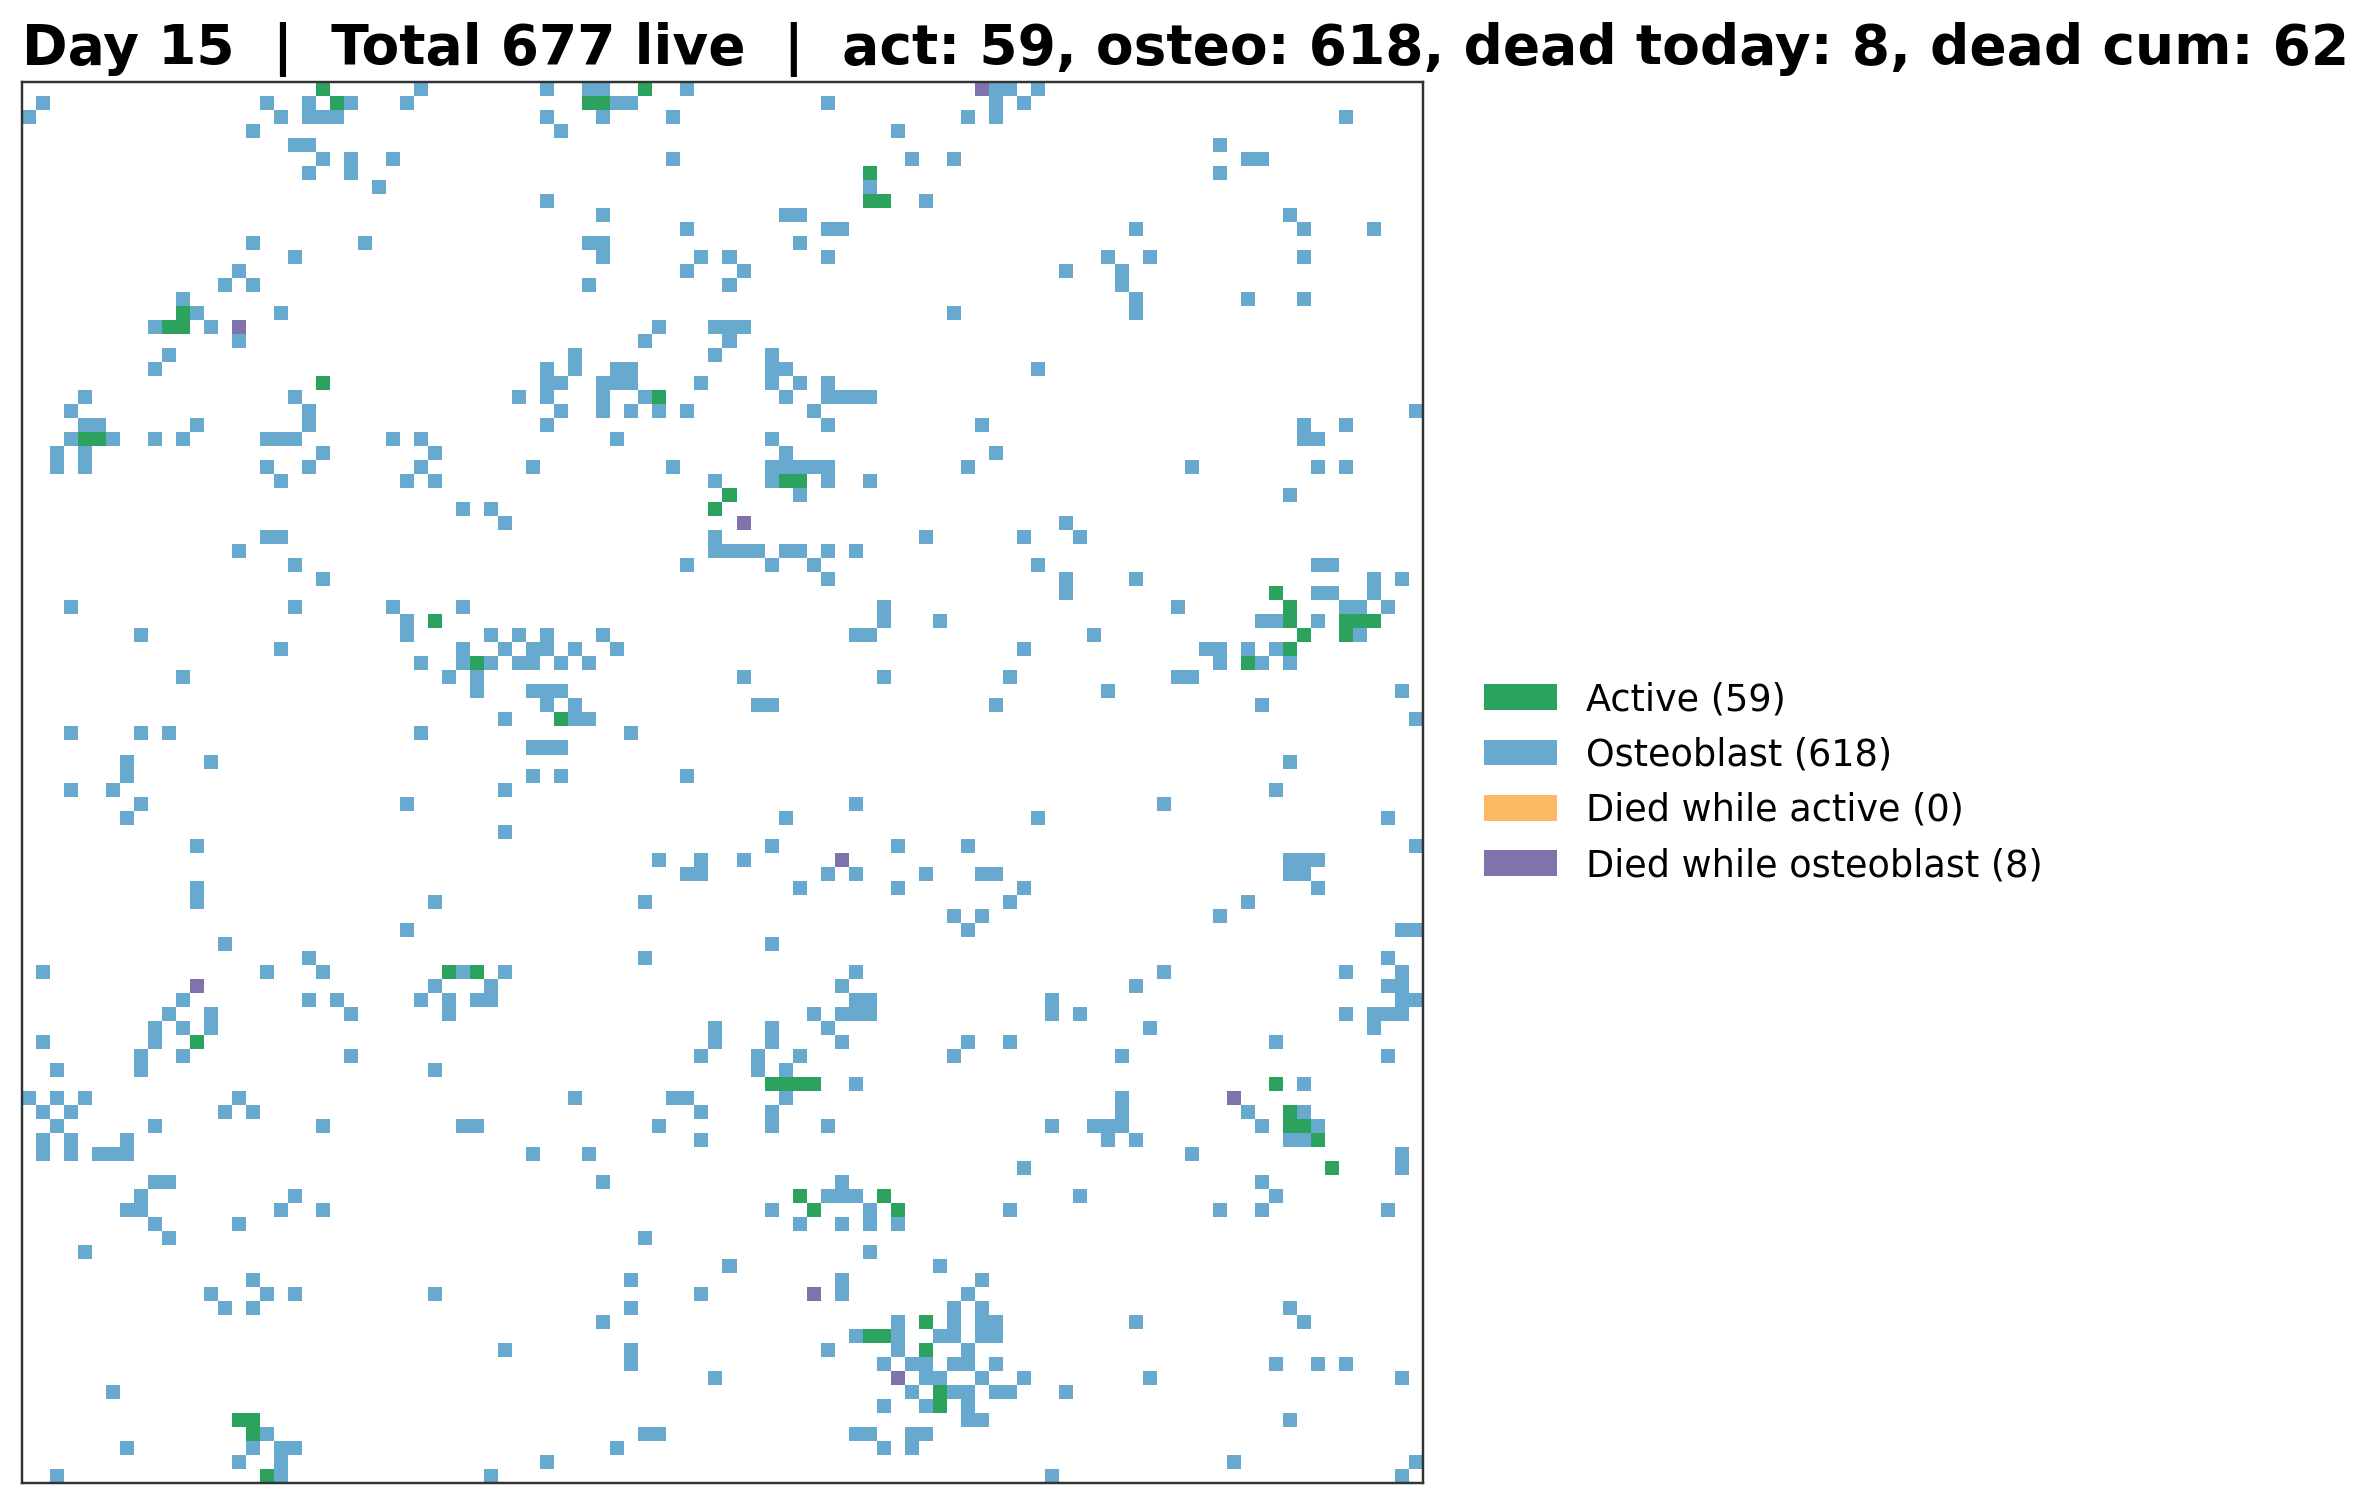 Day 15 | Total 677 live | act: 59, osteo: 618, dead today: 8, dead cum: 62
Active (59)
Osteoblast (618)
Died while active (0)
Died while osteoblast (8)